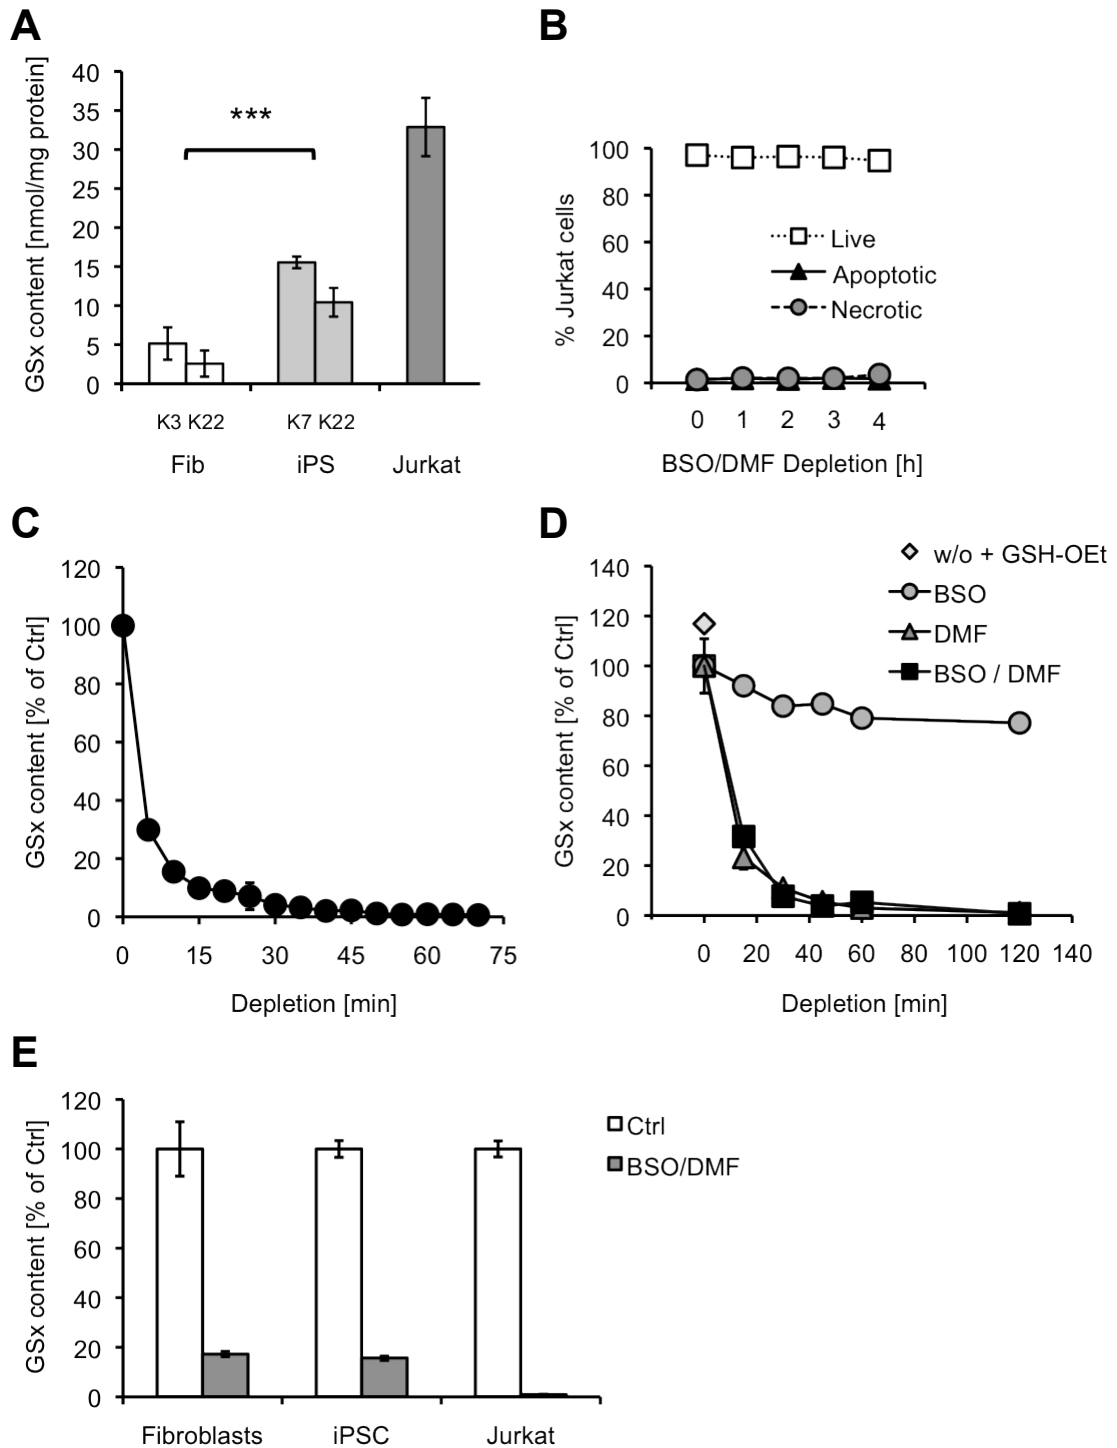 A
GSx content [nmol/mg protein]
40
35
30
25
20
15
10
5
0
***
K3 K22
K7 K22
Fib
iPS
Jurkat
B
% Jurkat cells
100
80
60
40
20
0
Live
Apoptotic
Necrotic
0 1 2 3 4
BSO/DMF Depletion [h]
C
GSx content [% of Ctrl]
120
100
80
60
40
20
0
0 15 30 45 60 75
Depletion [min]
D
GSx content [% of Ctrl]
140
120
100
80
60
40
20
0
w/o + GSH-OEt
BSO
DMF
BSO / DMF
0 20 40 60 80 100 120 140
Depletion [min]
E
GSx content [% of Ctrl]
120
100
80
60
40
20
0
Ctrl
BSO/DMF
Fibroblasts
iPSC
Jurkat